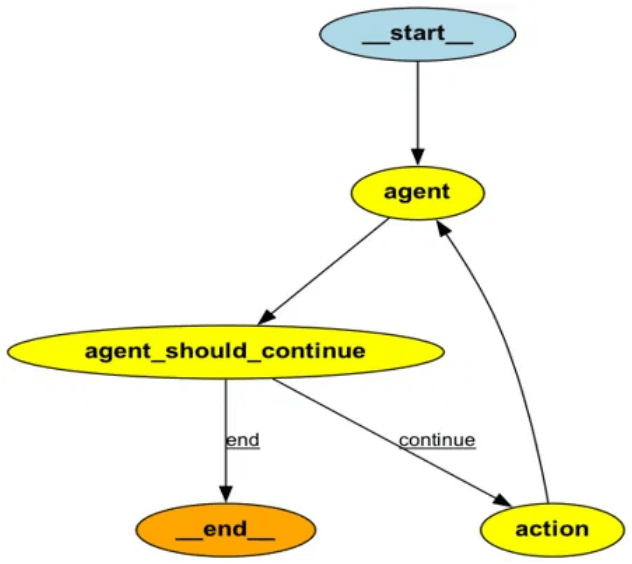 __start__
agent
agent_should_continue
end
continue
__end__
action